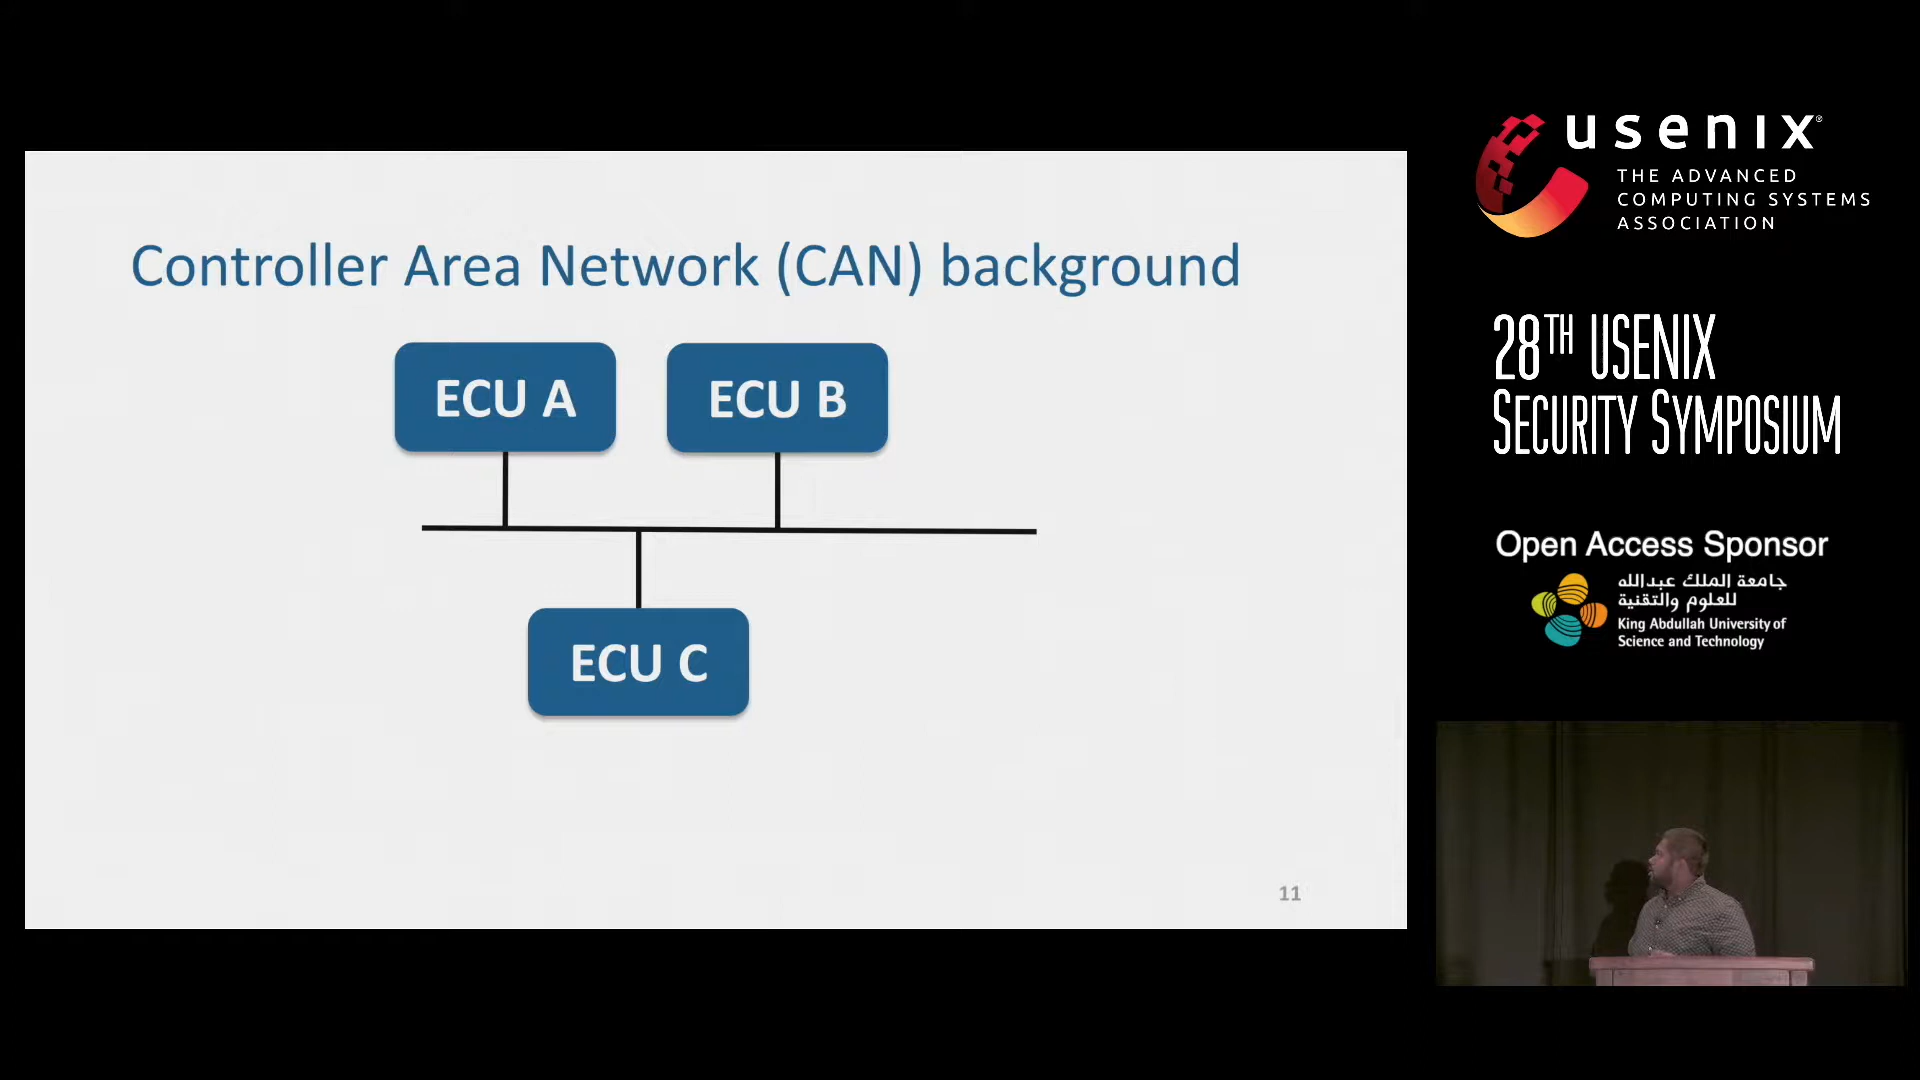 Controller Area Network (CAN) background
ECU A
ECU B
ECU C
11
usenix®
THE ADVANCED
COMPUTING SYSTEMS
ASSOCIATION
28TH USENIX
SECURITY SYMPOSIUM
Open Access Sponsor
جامعة الملك عبدالله
للعلوم والتقنية
King Abdullah University of
Science and Technology